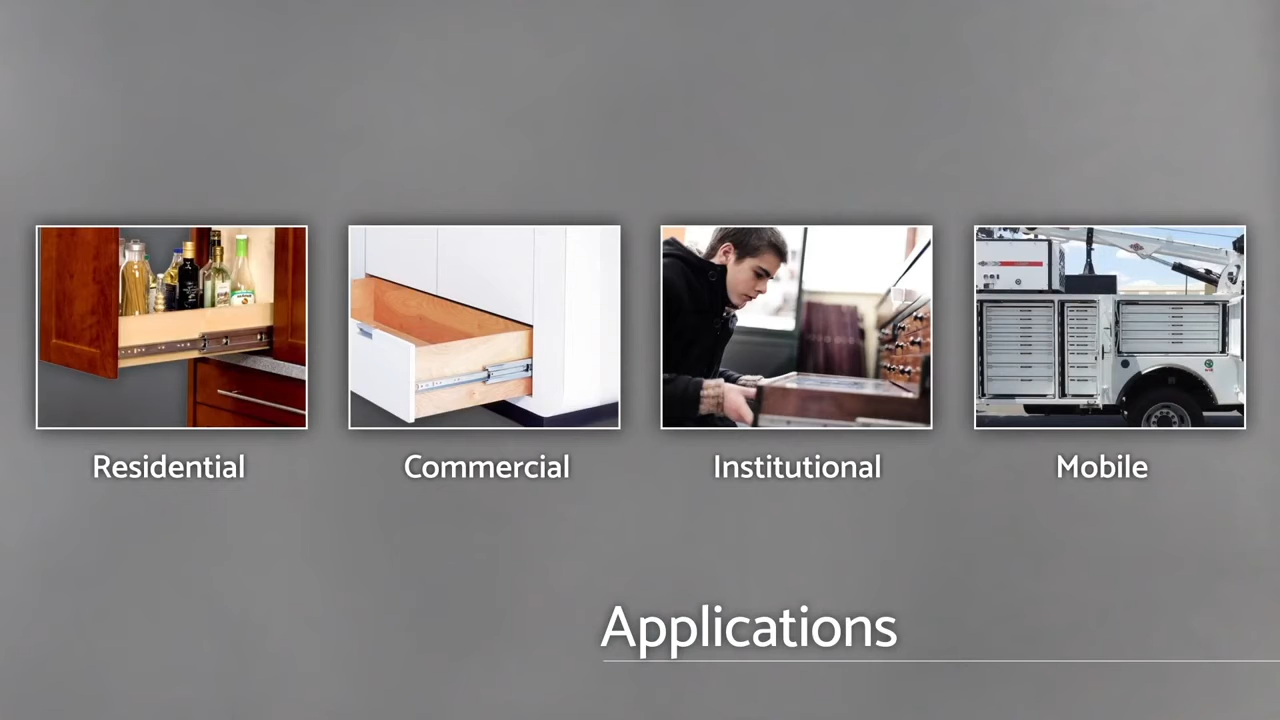 Residential
Commercial
Institutional
Mobile
Applications